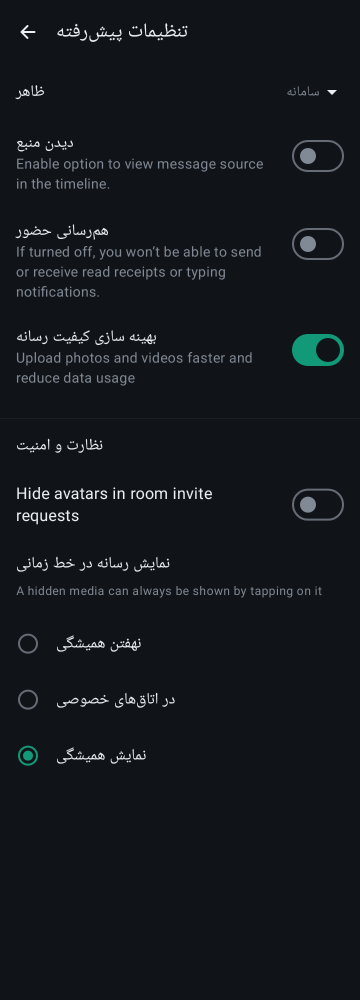 تنظیمات پیش‌رفته
ظاهر
سامانه
دیدن منبع
Enable option to view message source
in the timeline.
هم‌رسانی حضور
If turned off, you won't be able to send
or receive read receipts or typing
notifications.
بهینه سازی کیفیت رسانه
Upload photos and videos faster and
reduce data usage
نظارت و امنیت
Hide avatars in room invite
requests
نمایش رسانه در خط زمانی
A hidden media can always be shown by tapping on it
نهفتن همیشگی
در اتاق‌های خصوصی
نمایش همیشگی